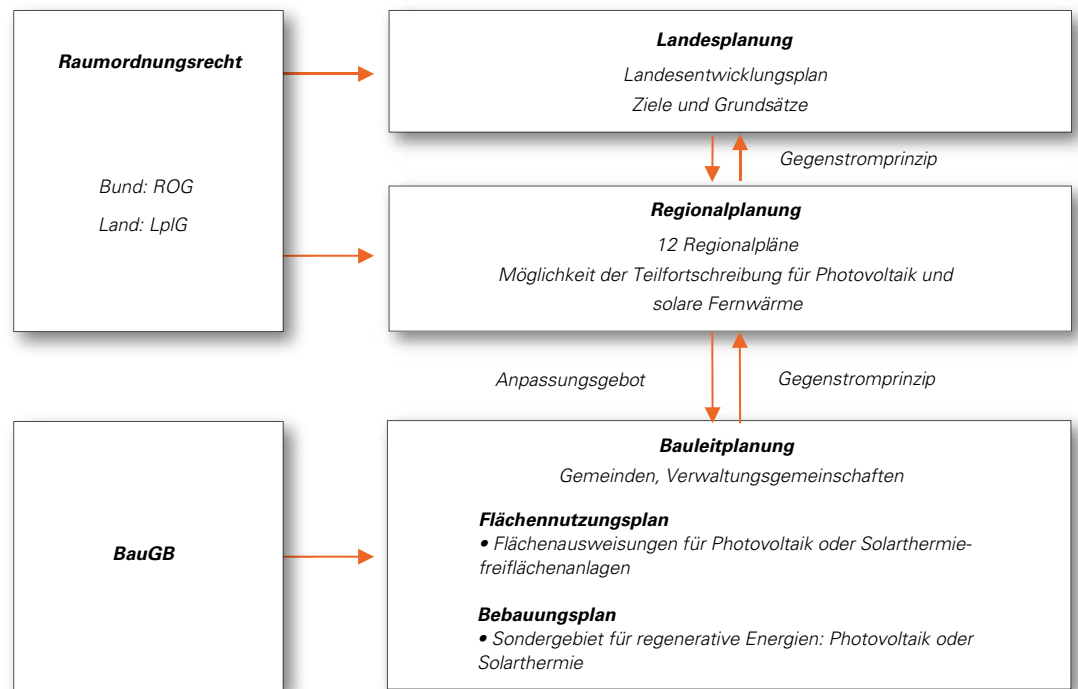 Raumordnungsrecht
Bund: ROG
Land: LplG
Landesplanung
Landesentwicklungsplan
Ziele und Grundsätze
Gegenstromprinzip
Regionalplanung
12 Regionalpläne
Möglichkeit der Teilfortschreibung für Photovoltaik und
solare Fernwärme
Anpassungsgebot
Gegenstromprinzip
BauGB
Bauleitplanung
Gemeinden, Verwaltungsgemeinschaften
Flächennutzungsplan
• Flächenausweisungen für Photovoltaik oder Solarthermie-
freiflächenanlagen
Bebauungsplan
• Sondergebiet für regenerative Energien: Photovoltaik oder
Solarthermie